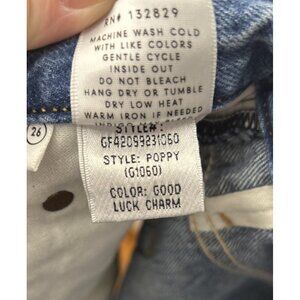 RN# 132829
MACHINE WASH COLD
WITH LIKE COLORS
GENTLE CYCLE
INSIDE OUT
DO NOT BLEACH
HANG DRY OR TUMBLE
DRY LOW HEAT
WARM IRON IF NEEDED
STYLE#:
GF42099231060
STYLE: POPPY
(G1060)
COLOR: GOOD
LUCK CHARM
26